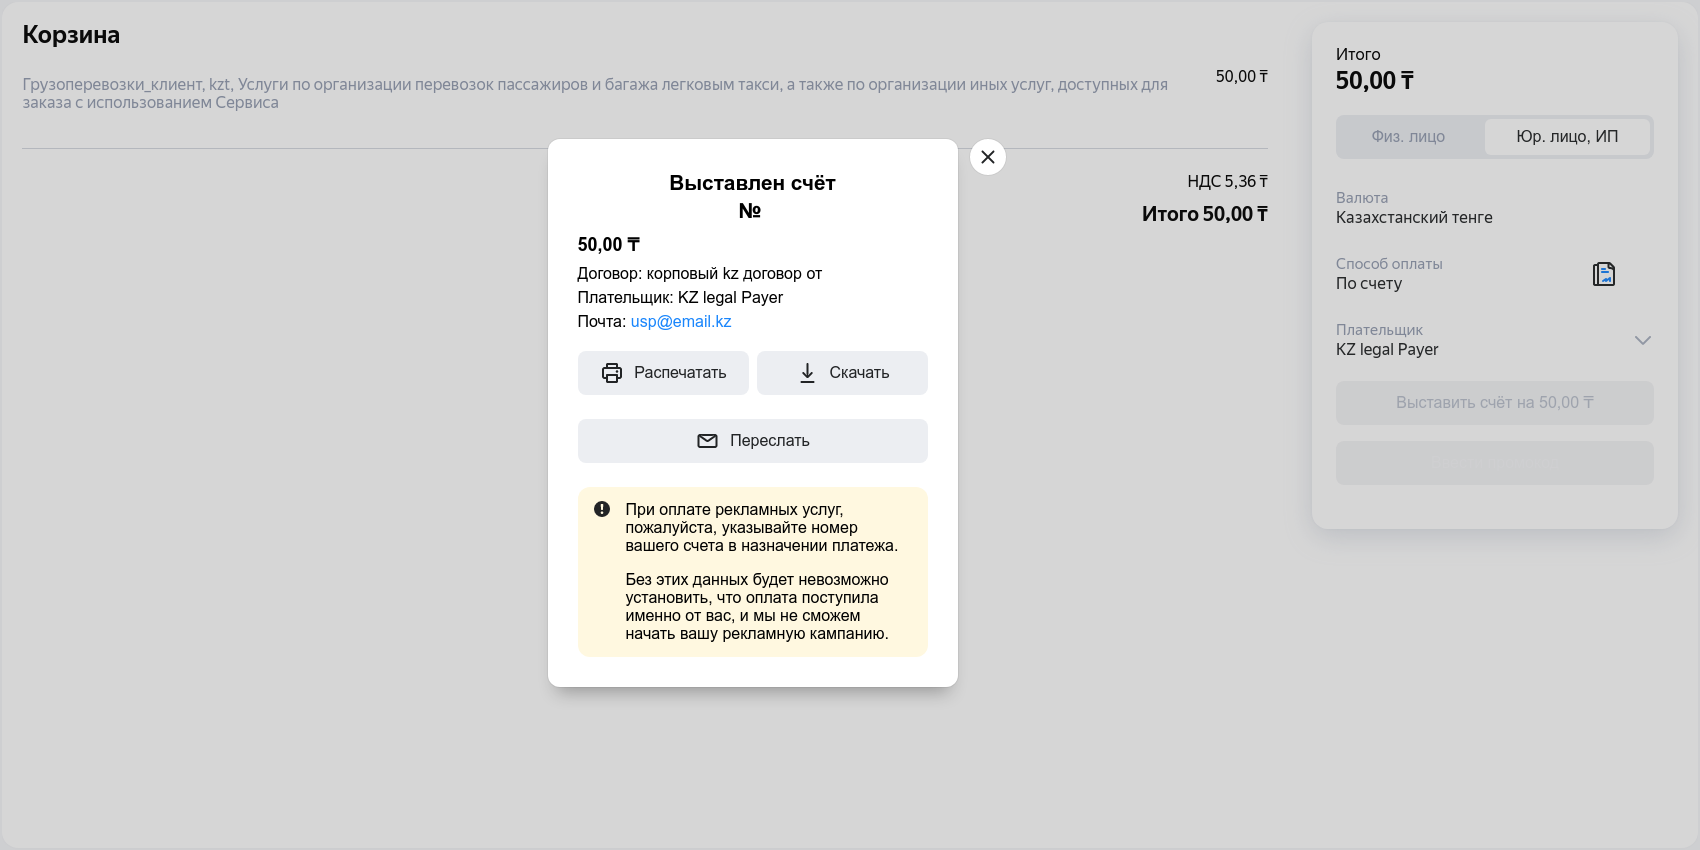 Корзина
Грузоперевозки_клиент, kzt, Услуги по организации перевозок пассажиров и багажа легковым такси, а также по организации иных услуг, доступных для
заказа с использованием Сервиса
50,00 ₸
НДС 5,36 ₸
Итого 50,00 ₸
Выставлен счёт
№
50,00 ₸
Договор: корповый kz договор от
Плательщик: KZ legal Payer
Почта: usp@email.kz
Распечатать
Скачать
Переслать
При оплате рекламных услуг,
пожалуйста, указывайте номер
вашего счета в назначении платежа.
Без этих данных будет невозможно
установить, что оплата поступила
именно от вас, и мы не сможем
начать вашу рекламную кампанию.
Итого
50,00 ₸
Физ. лицо
Юр. лицо, ИП
Валюта
Казахстанский тенге
Способ оплаты
По счету
Плательщик
KZ legal Payer
Выставить счёт на 50,00 ₸